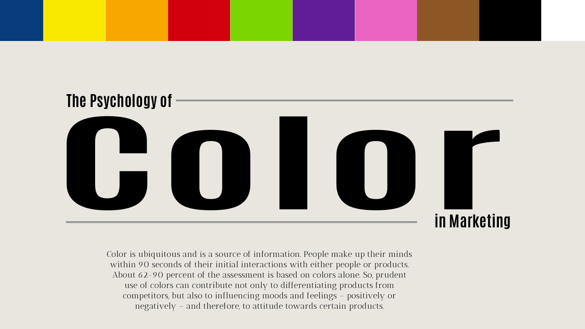 The Psychology of
Color
in Marketing
Color is ubiquitous and is a source of information. People make up their minds
within 90 seconds of their initial interactions with either people or products.
About 62-90 percent of the assessment is based on colors alone. So, prudent
use of colors can contribute not only to differentiating products from
competitors, but also to influencing moods and feelings – positively or
negatively – and therefore, to attitude towards certain products.